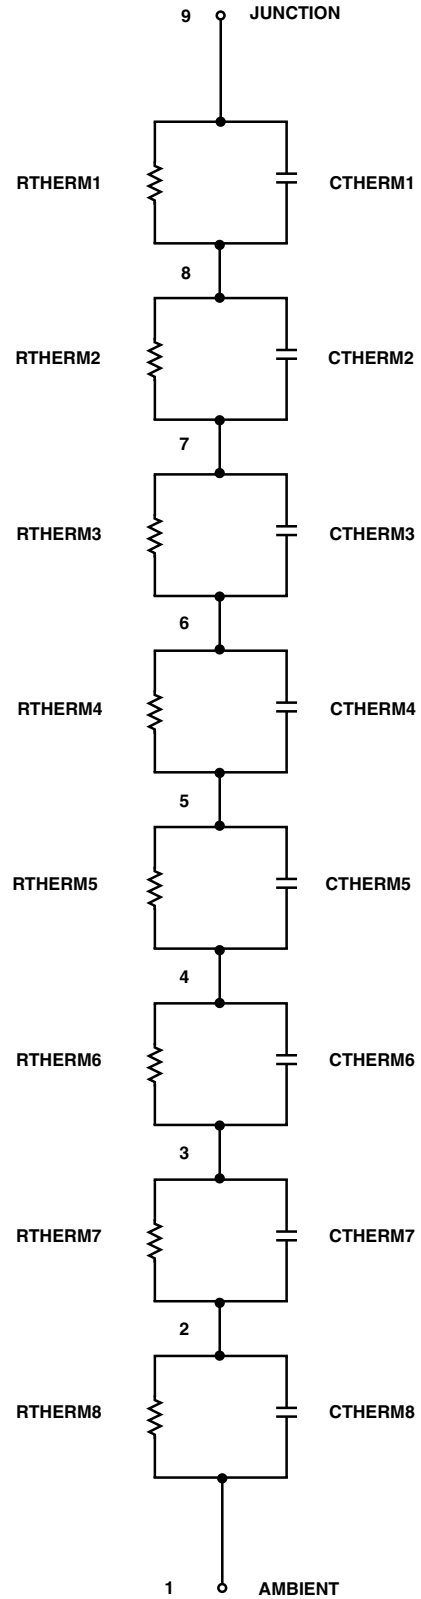 9 JUNCTION
RTHERM1 CTHERM1
8
RTHERM2 CTHERM2
7
RTHERM3 CTHERM3
6
RTHERM4 CTHERM4
5
RTHERM5 CTHERM5
4
RTHERM6 CTHERM6
3
RTHERM7 CTHERM7
2
RTHERM8 CTHERM8
1 AMBIENT